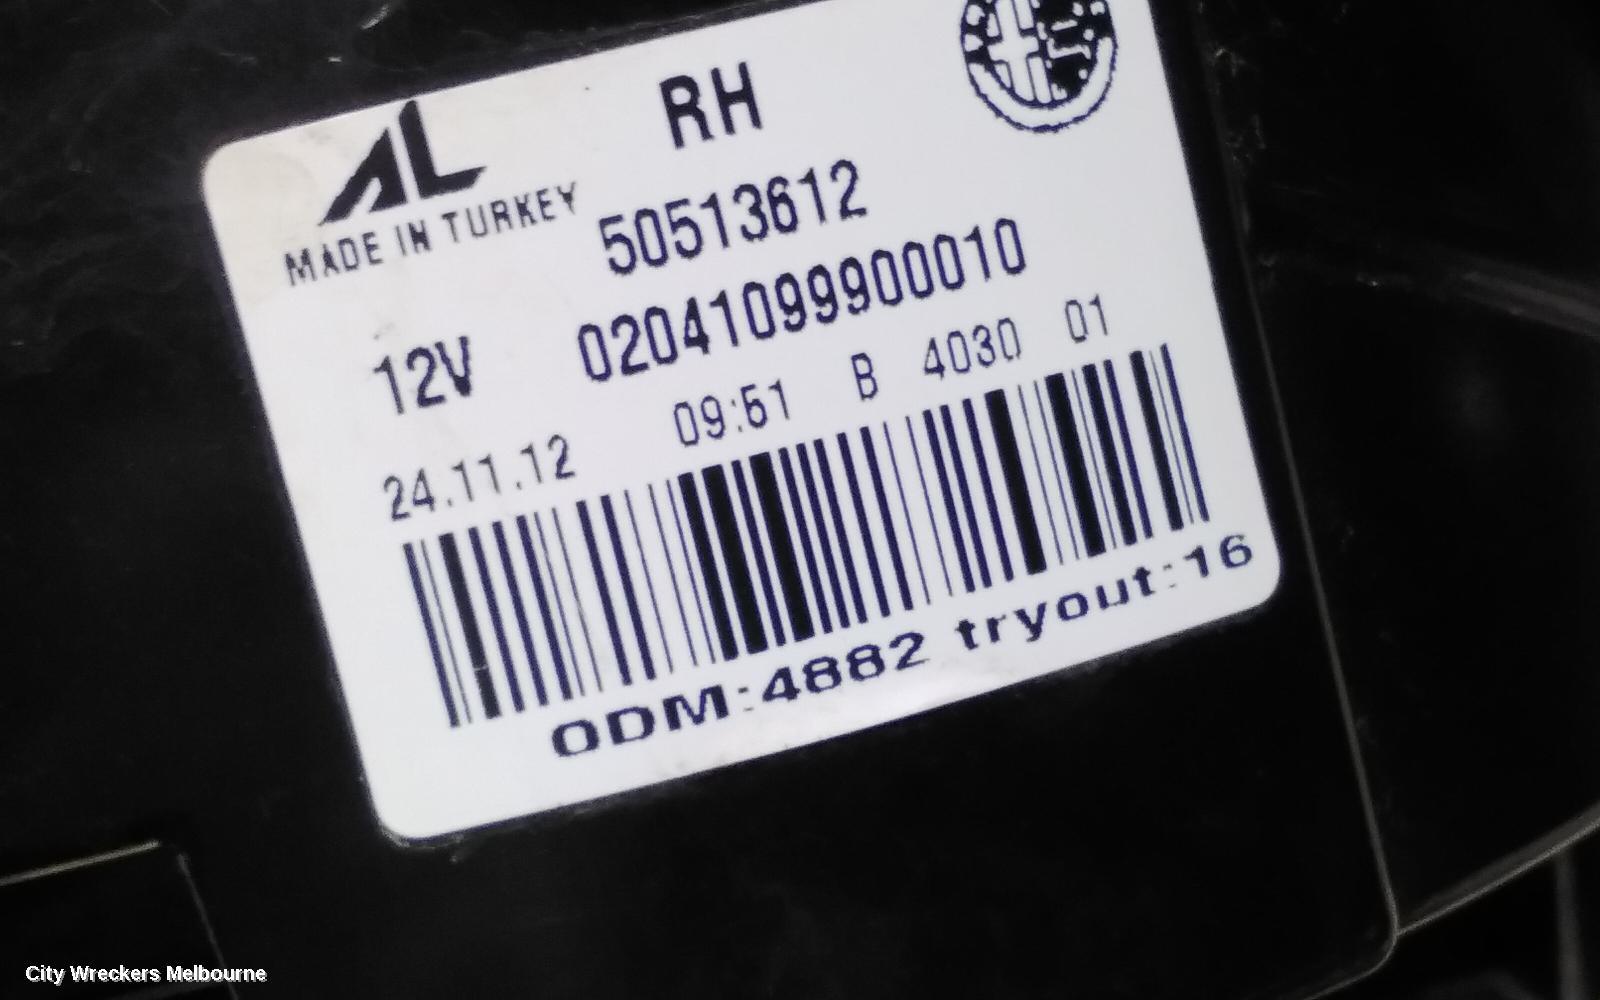 AL
RH
MADE IN TURKEY
50513612
12V 02041099900010
24.11.12 09:51 B 4030 01
ODM:4882 tryout:16
City Wreckers Melbourne